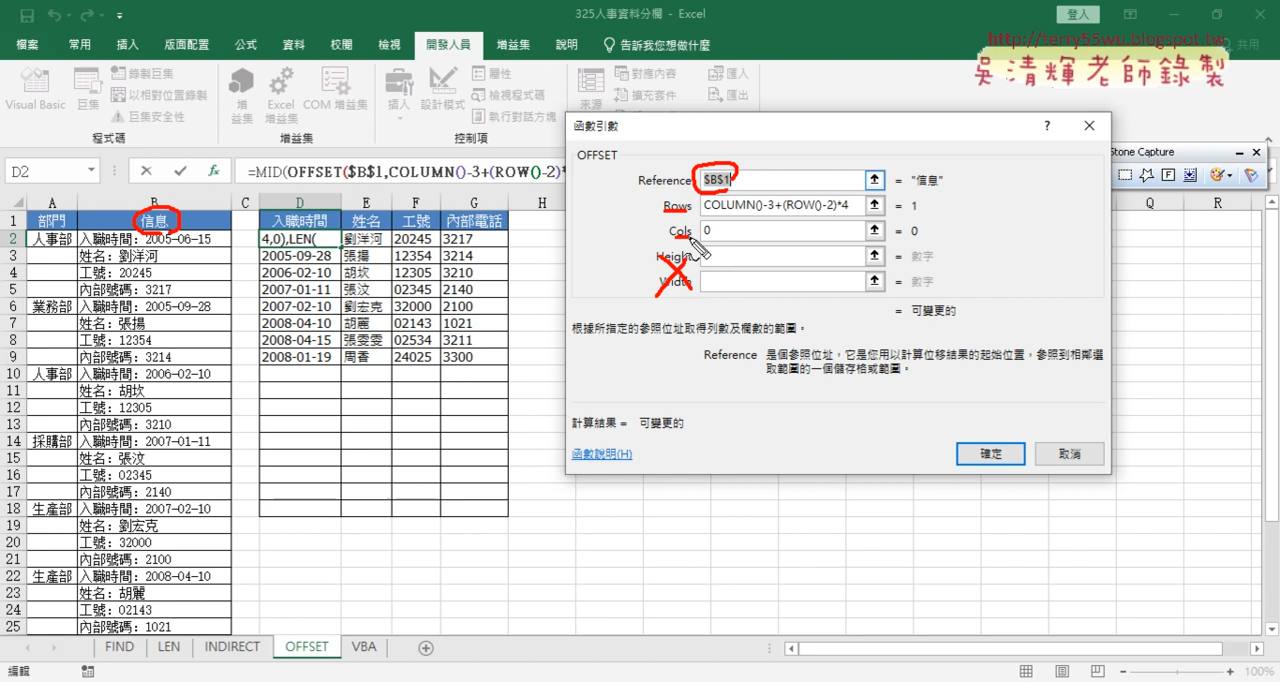 325人事資料分欄 - Excel
登入
http://terry55wu.blogspot.tw
檔案 常用 插入 版面配置 公式 資料 校閱 檢視 開發人員 增益集 說明 告訴我您想做什麼 共用
吳清輝老師錄製
Visual Basic 巨集 錄製巨集 以相對位置錄製 巨集安全性
增益集 Excel 增益集 COM 增益集
插入 設計模式 屬性 檢視程式碼 執行對話方塊
來源 對應內容 擴充套件 匯入 匯出
程式碼 增益集 控制項
D2 fx =MID(OFFSET($B$1,COLUMN()-3+(ROW()-2)*
函數引數 ? ×
OFFSET
Reference $B$1 = "信息"
Rows COLUMN()-3+(ROW()-2)*4 = 1
Cols 0 = 0
Height = 數字
Width = 數字
= 可變更的
根據所指定的參照位址取得列數及欄數的範圍。
Reference 是個參照位址，它是您用以計算位移結果的起始位置，參照到相鄰選
取範圍的一個儲存格或範圍。
計算結果 = 可變更的
函數說明(H) 確定 取消
Stone Capture
A B C D E F G H Q R
1 部門 信息 入職時間 姓名 工號 內部電話
2 人事部 入職時間：2005-06-15 4,0),LEN( 劉洋河 20245 3217
3 姓名：劉洋河 2005-09-28 張揚 12354 3214
4 工號：20245 2006-02-10 胡坎 12305 3210
5 內部號碼：3217 2007-01-11 張汶 02345 2140
6 業務部 入職時間：2005-09-28 2007-02-10 劉宏克 32000 2100
7 姓名：張揚 2008-04-10 胡麗 02143 1021
8 工號：12354 2008-04-15 張雯雯 02534 3211
9 內部號碼：3214 2008-01-19 周香 24025 3300
10 人事部 入職時間：2006-02-10
11 姓名：胡坎
12 工號：12305
13 內部號碼：3210
14 採購部 入職時間：2007-01-11
15 姓名：張汶
16 工號：02345
17 內部號碼：2140
18 生產部 入職時間：2007-02-10
19 姓名：劉宏克
20 工號：32000
21 內部號碼：2100
22 生產部 入職時間：2008-04-10
23 姓名：胡麗
24 工號：02143
25 內部號碼：1021
FIND LEN INDIRECT OFFSET VBA
編輯 100%